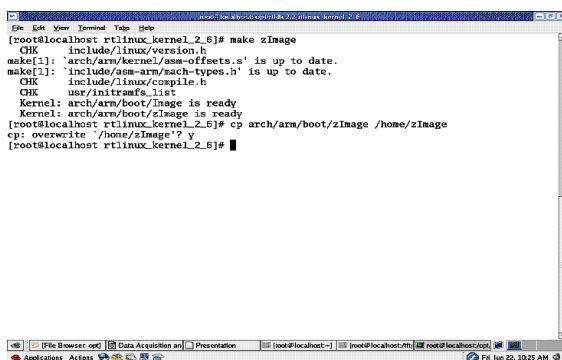 File Edit View Terminal Tabs Help
[root@localhost rtlinux_kernel_2_6]# make zImage
CHK include/linux/version.h
make[1]: `arch/arm/kernel/asm-offsets.s' is up to date.
make[1]: `include/asm-arm/mach-types.h' is up to date.
CHK include/linux/compile.h
CHK usr/initramfs_list
Kernel: arch/arm/boot/Image is ready
Kernel: arch/arm/boot/zImage is ready
[root@localhost rtlinux_kernel_2_6]# cp arch/arm/boot/zImage /home/zImage
cp: overwrite `/home/zImage'? y
[root@localhost rtlinux_kernel_2_6]#
[File Browser: opt] Data Acquisition an Presentation [root@localhost:~] root@localhost:/tft root@localhost:/opt
Applications Actions Fri Jun 22, 10:25 AM